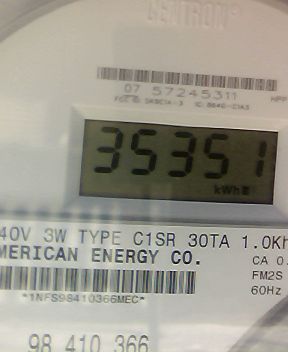 CENTRON®
07 57245311
35351
kWh
40V 3W TYPE C1SR 30TA 1.0Kh
MERICAN ENERGY CO.
CA 0.
FM2S
60Hz
*1NFS98410366MEC*
98 410 366